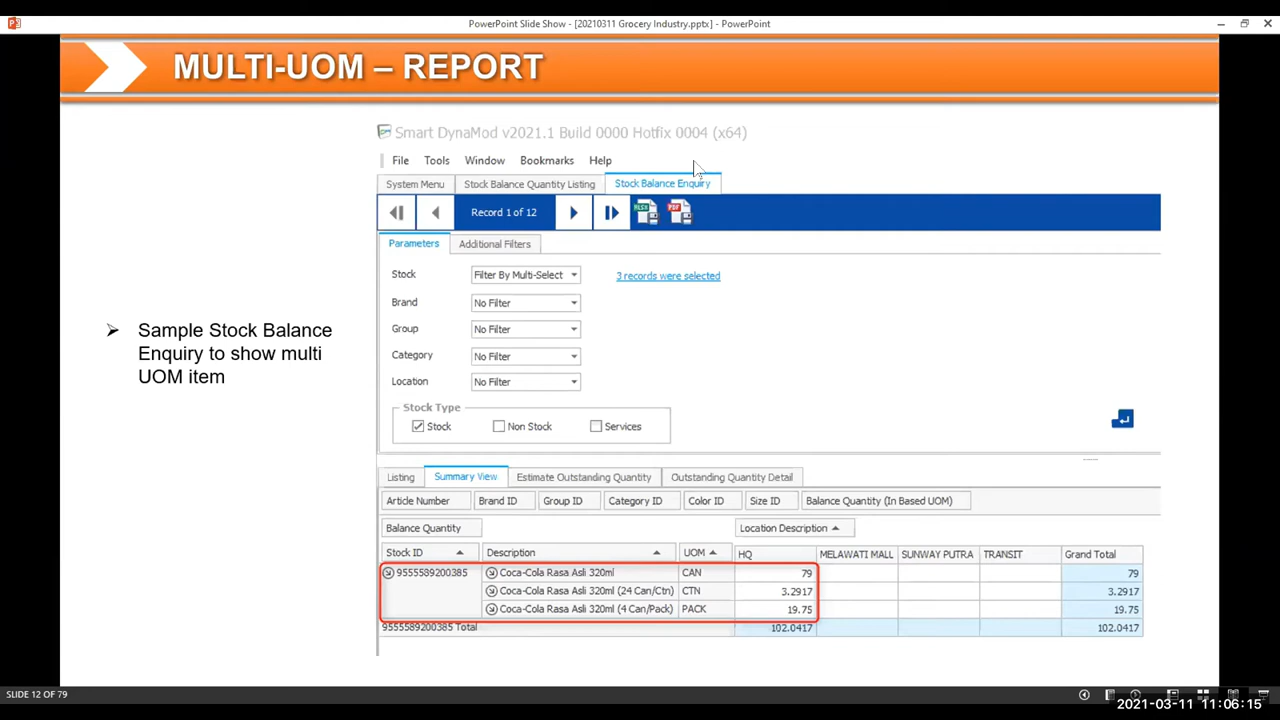 PowerPoint Slide Show - [20210311 Grocery Industry.pptx] - PowerPoint
MULTI-UOM – REPORT
Smart DynaMod v2021.1 Build 0000 Hotfix 0004 (x64)
File Tools Window Bookmarks Help
System Menu Stock Balance Quantity Listing Stock Balance Enquiry
Record 1 of 12 XLSX PDF
Parameters Additional Filters
Stock Filter By Multi-Select 3 records were selected
Brand No Filter
Group No Filter
Category No Filter
Location No Filter
Stock Type
Stock Non Stock Services
Sample Stock Balance
Enquiry to show multi
UOM item
Listing Summary View Estimate Outstanding Quantity Outstanding Quantity Detail
Article Number Brand ID Group ID Category ID Color ID Size ID Balance Quantity (In Based UOM)
Balance Quantity Location Description
Stock ID Description UOM HQ MELAWATI MALL SUNWAY PUTRA TRANSIT Grand Total
9555589200385 Coca-Cola Rasa Asli 320ml CAN 79 79
Coca-Cola Rasa Asli 320ml (24 Can/Ctn) CTN 3.2917 3.2917
Coca-Cola Rasa Asli 320ml (4 Can/Pack) PACK 19.75 19.75
9555589200385 Total 102.0417 102.0417
SLIDE 12 OF 79
2021-03-11 11:06:15